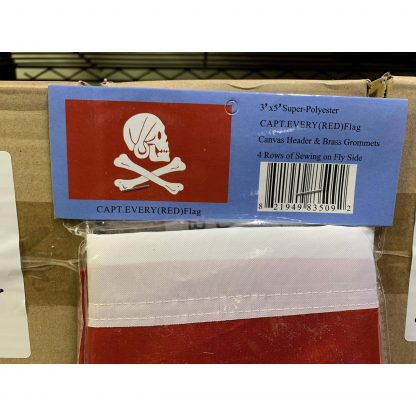 3'x5' Super-Polyester
CAPT.EVERY(RED)Flag
Canvas Header & Brass Grommets
4 Rows of Sewing on Fly Side
8 21949 83509 2
CAPT.EVERY(RED)Flag